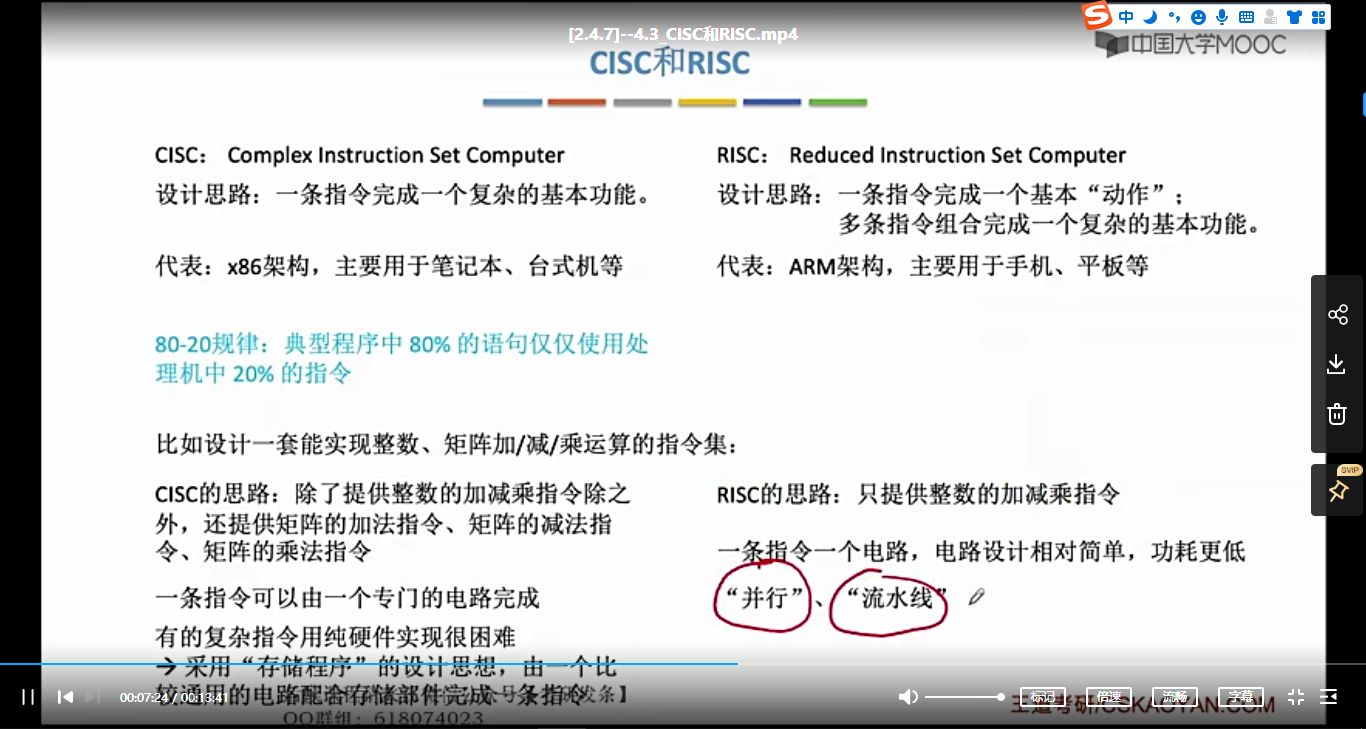 中
[2.4.7]--4.3_CISC和RISC.mp4
中国大学MOOC
CISC和RISC
CISC： Complex Instruction Set Computer
设计思路：一条指令完成一个复杂的基本功能。
代表：x86架构，主要用于笔记本、台式机等
RISC： Reduced Instruction Set Computer
设计思路：一条指令完成一个基本“动作”；
多条指令组合完成一个复杂的基本功能。
代表：ARM架构，主要用于手机、平板等
80-20规律：典型程序中 80% 的语句仅仅使用处
理机中 20% 的指令
比如设计一套能实现整数、矩阵加/减/乘运算的指令集：
CISC的思路：除了提供整数的加减乘指令除之
外，还提供矩阵的加法指令、矩阵的减法指
令、矩阵的乘法指令
一条指令可以由一个专门的电路完成
有的复杂指令用纯硬件实现很困难
→ 采用“存储程序”的设计思想，由一个比
较通用的电路配合存储部件完成一条指令
RISC的思路：只提供整数的加减乘指令
一条指令一个电路，电路设计相对简单，功耗更低
“并行”、“流水线”
SVIP
00:07:24 / 00:13:41
发条】
QQ群组：618074023
标记
倍速
流畅
字幕
王道考研/CSKAOYAN.COM